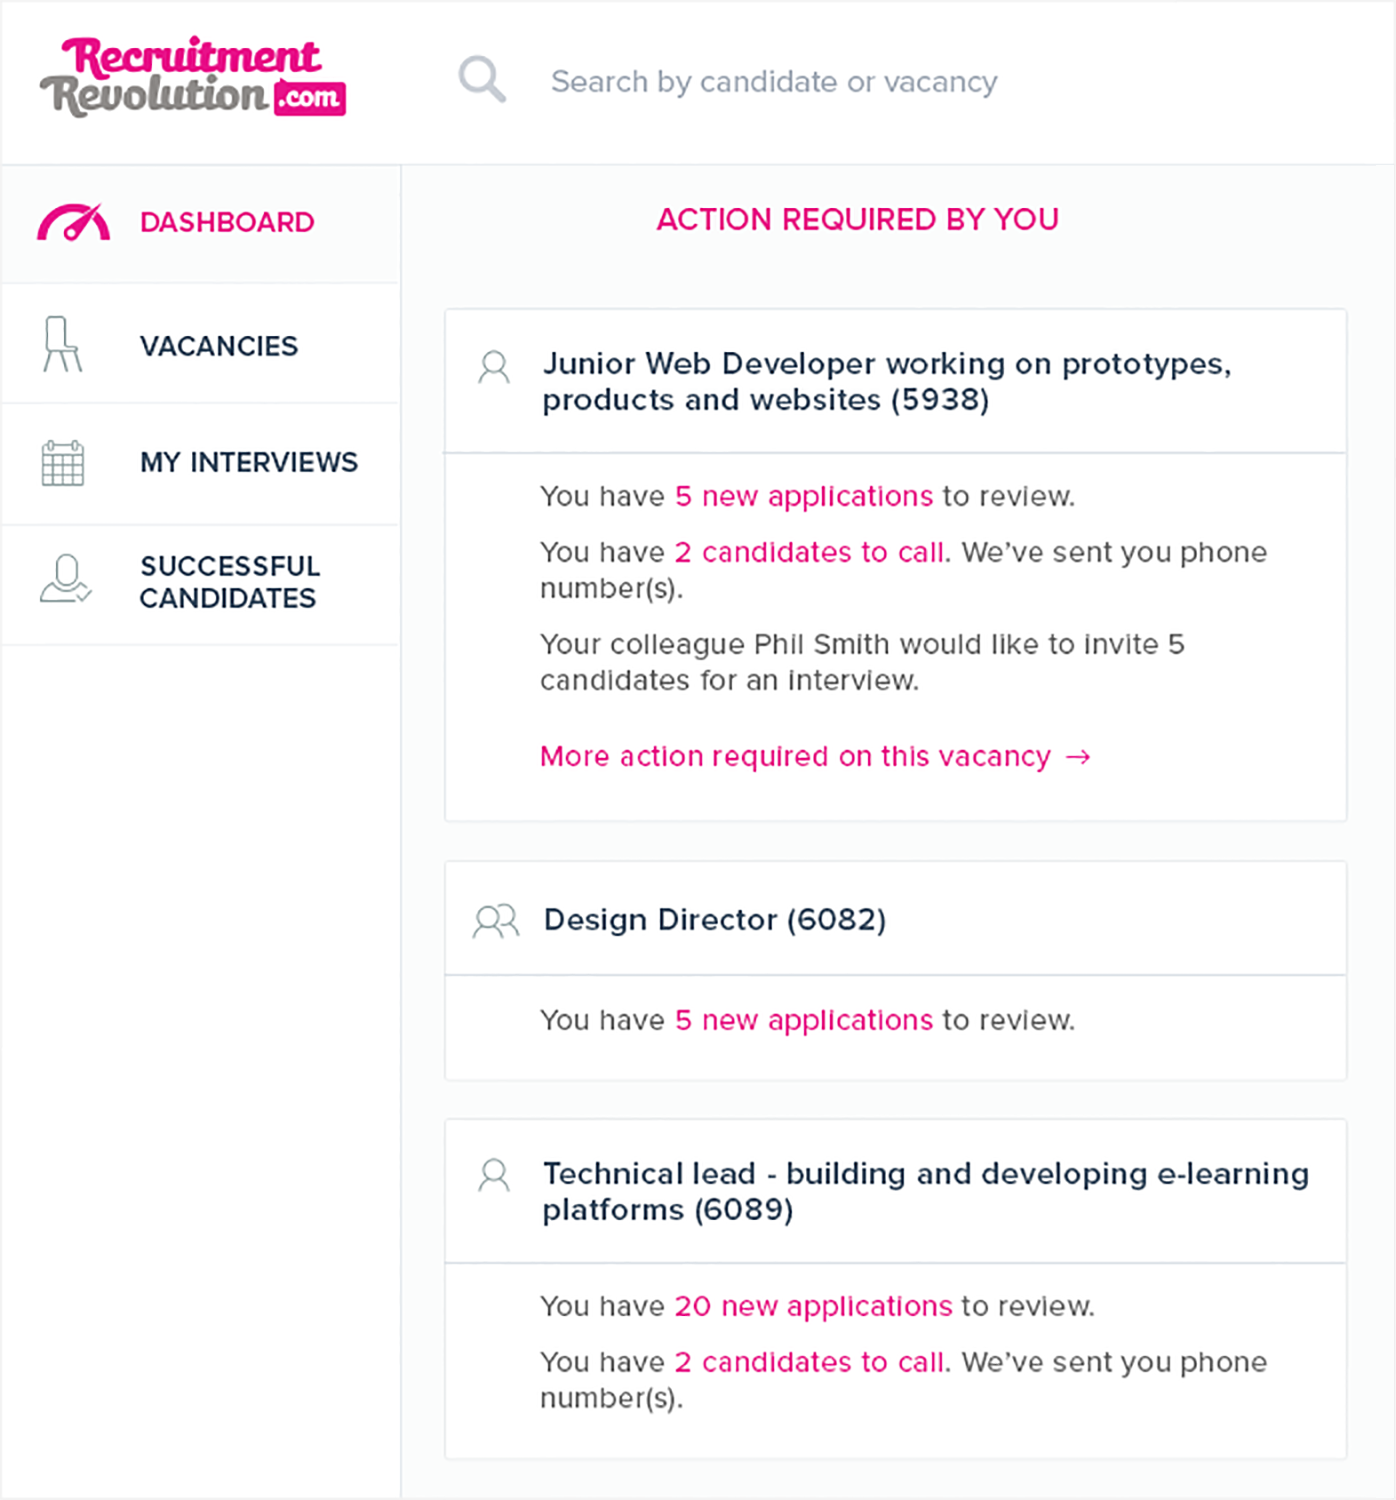 Recruitment
Revolution.com
Search by candidate or vacancy
DASHBOARD
VACANCIES
MY INTERVIEWS
SUCCESSFUL
CANDIDATES
ACTION REQUIRED BY YOU
Junior Web Developer working on prototypes,
products and websites (5938)
You have 5 new applications to review.
You have 2 candidates to call. We’ve sent you phone
number(s).
Your colleague Phil Smith would like to invite 5
candidates for an interview.
More action required on this vacancy →
Design Director (6082)
You have 5 new applications to review.
Technical lead - building and developing e-learning
platforms (6089)
You have 20 new applications to review.
You have 2 candidates to call. We’ve sent you phone
number(s).